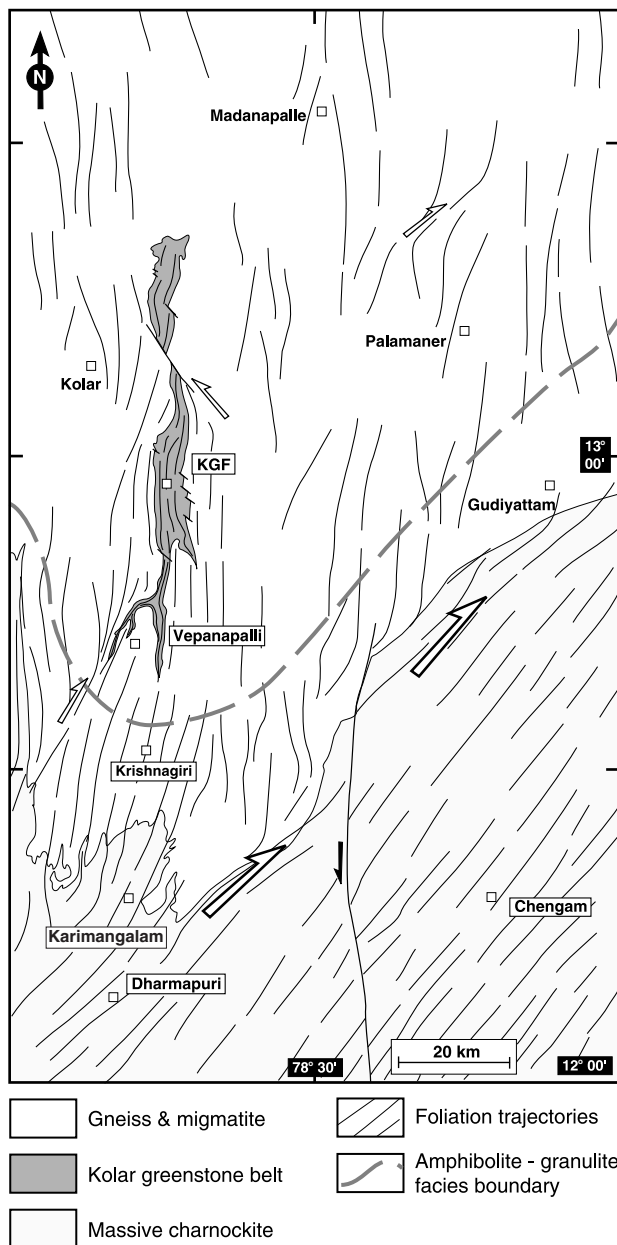 N
Madanapalle
Palamaner
Kolar
KGF
13°
00'
Gudiyattam
Vepanapalli
Krishnagiri
Chengam
Karimangalam
Dharmapuri
20 km
78° 30'
12° 00'
Gneiss & migmatite
Foliation trajectories
Kolar greenstone belt
Amphibolite - granulite
facies boundary
Massive charnockite